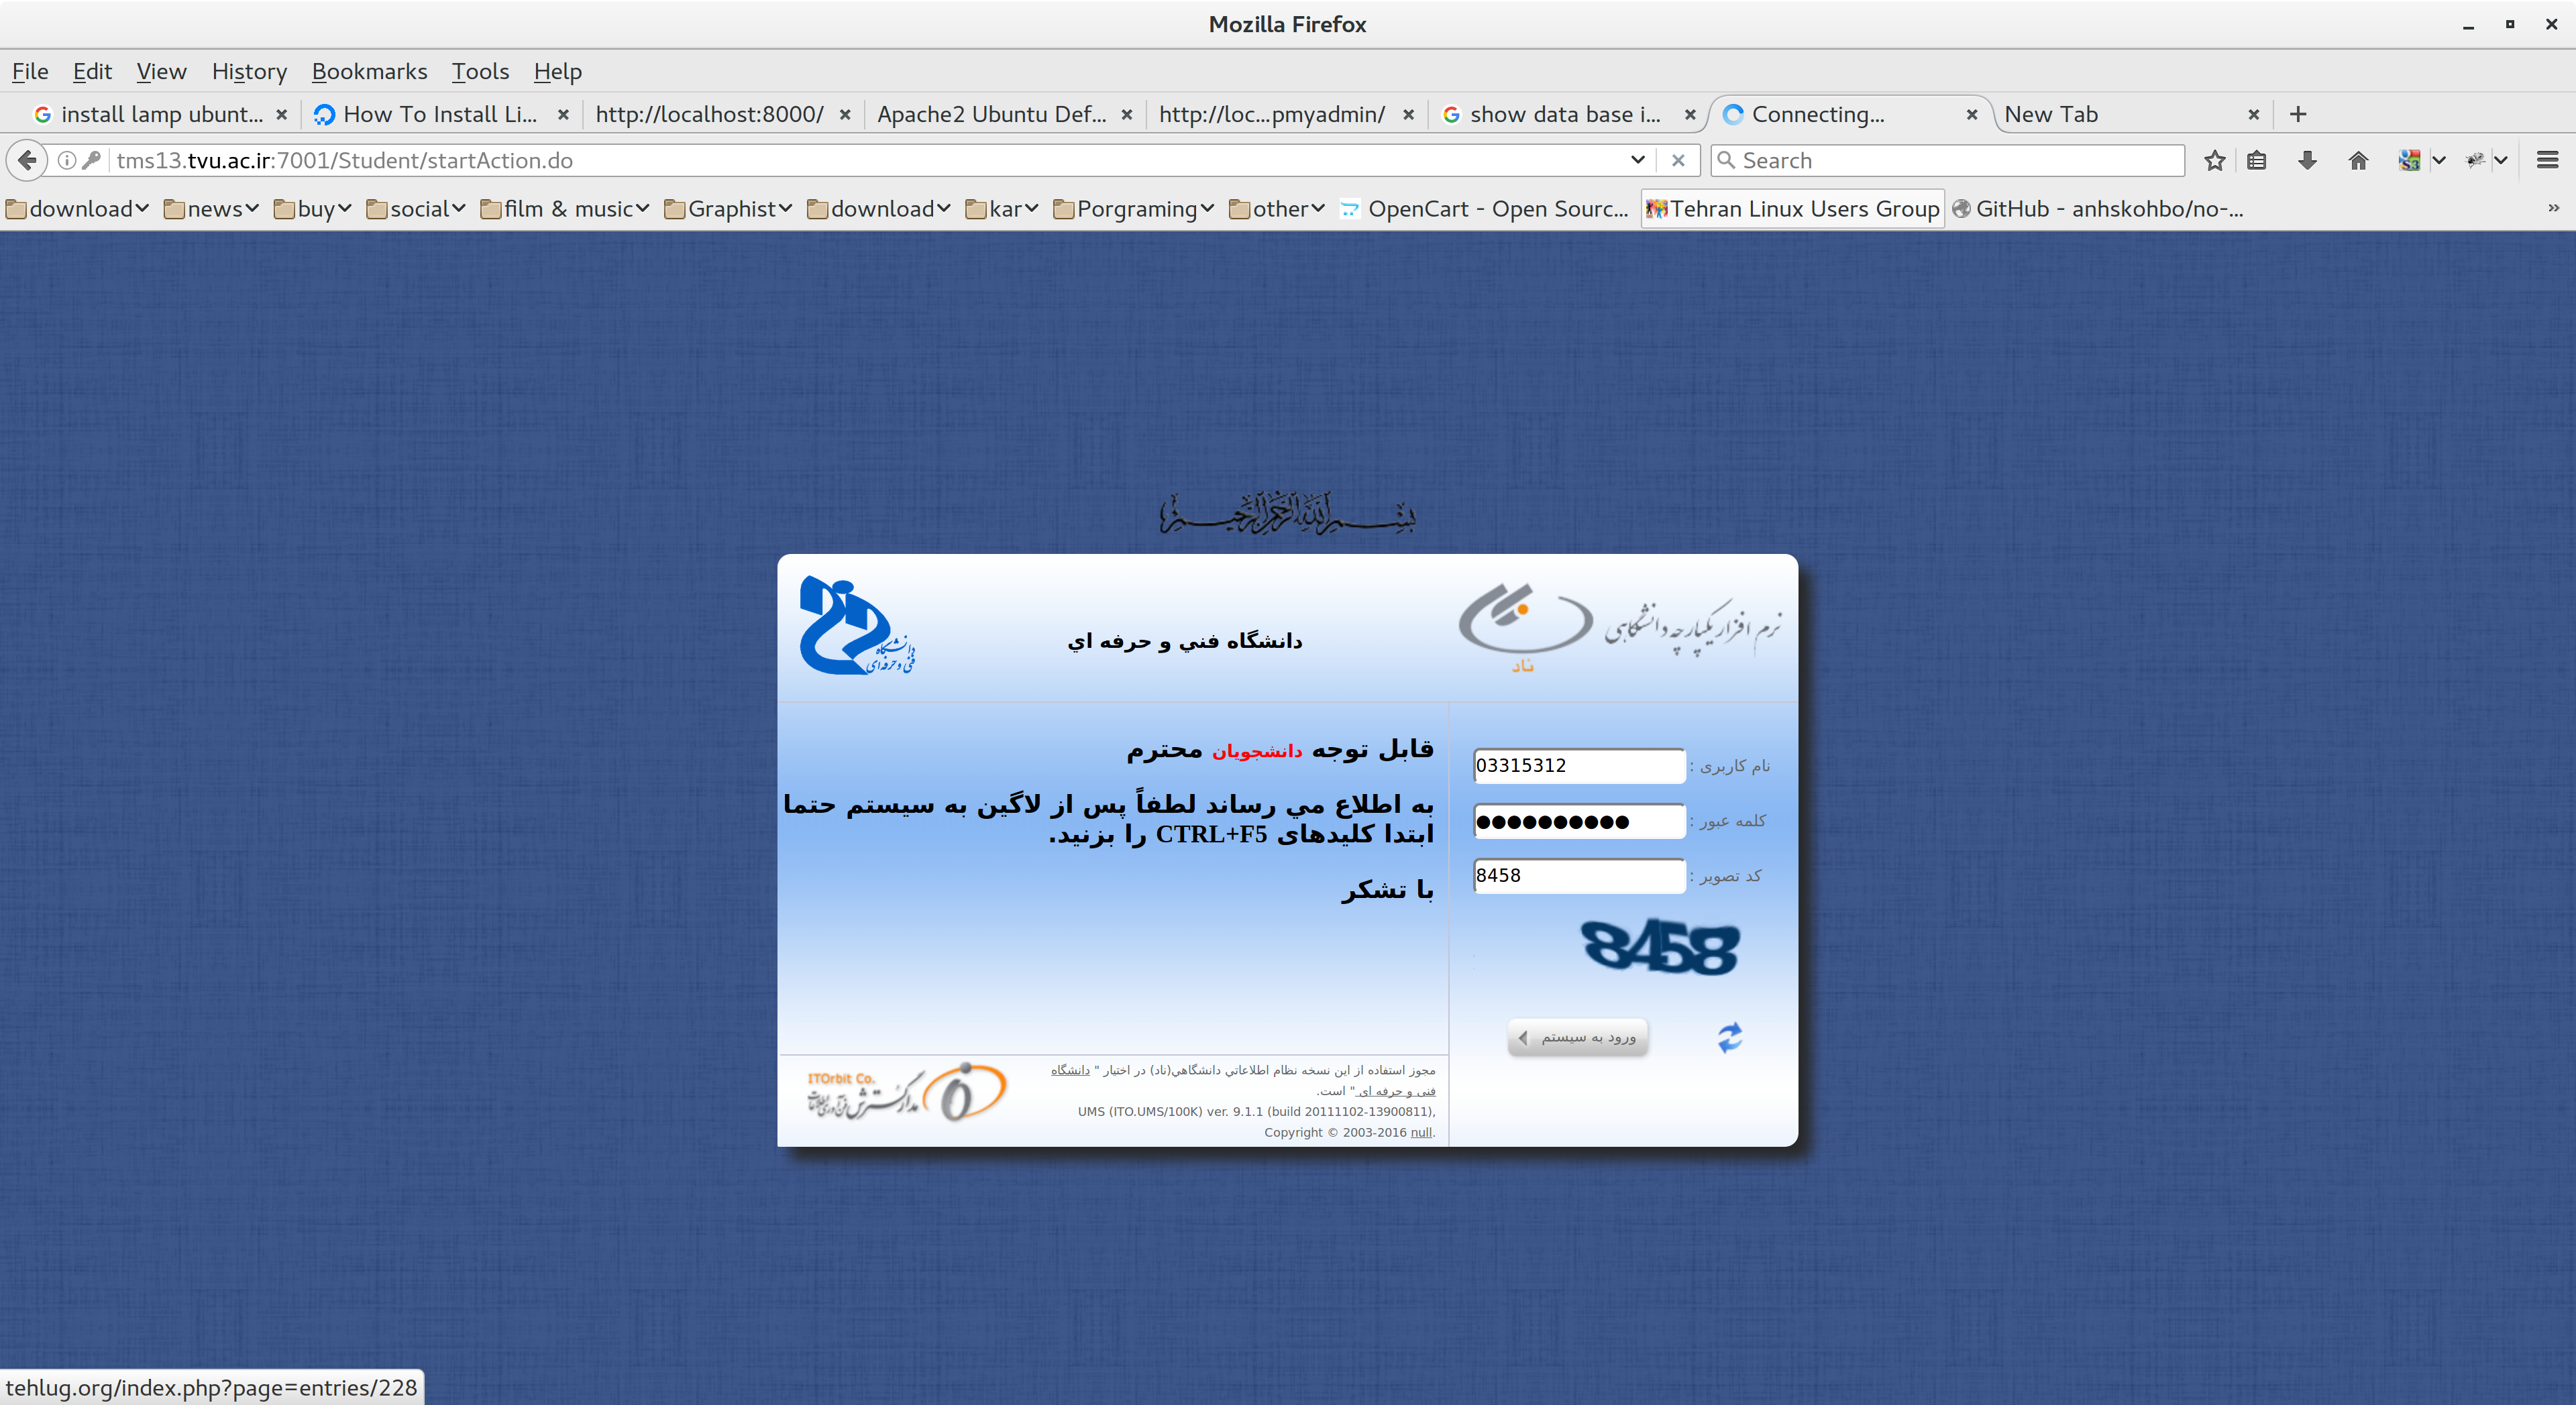 Mozilla Firefox
File Edit View History Bookmarks Tools Help
install lamp ubunt... How To Install Li... http://localhost:8000/ Apache2 Ubuntu Def... http://loc...pmyadmin/ show data base i... Connecting... New Tab
tms13.tvu.ac.ir:7001/Student/startAction.do Search
download news buy social film & music Graphist download kar Porgraming other OpenCart - Open Sourc... Tehran Linux Users Group GitHub - anhskohbo/no-...
بسم الله الرحمن الرحیم
نرم افزار یکپارچه دانشگاهی
ناد
دانشگاه فني و حرفه اي
دانشگاه فنی و حرفه‌ای
قابل توجه دانشجویان محترم
به اطلاع مي رساند لطفاً پس از لاگین به سیستم حتما
ابتدا کلیدهای CTRL+F5 را بزنید.
با تشکر
نام کاربری : 03315312
کلمه عبور : ●●●●●●●●●●
کد تصویر : 8458
8458
ورود به سیستم
مجوز استفاده از این نسخه نظام اطلاعاتي دانشگاهي(ناد) در اختیار " دانشگاه
فني و حرفه اي " است.
UMS (ITO.UMS/100K) ver. 9.1.1 (build 20111102-13900811),
Copyright © 2003-2016 null.
ITOrbit Co.
مدار گسترش فن‌آوری اطلاعات
tehlug.org/index.php?page=entries/228